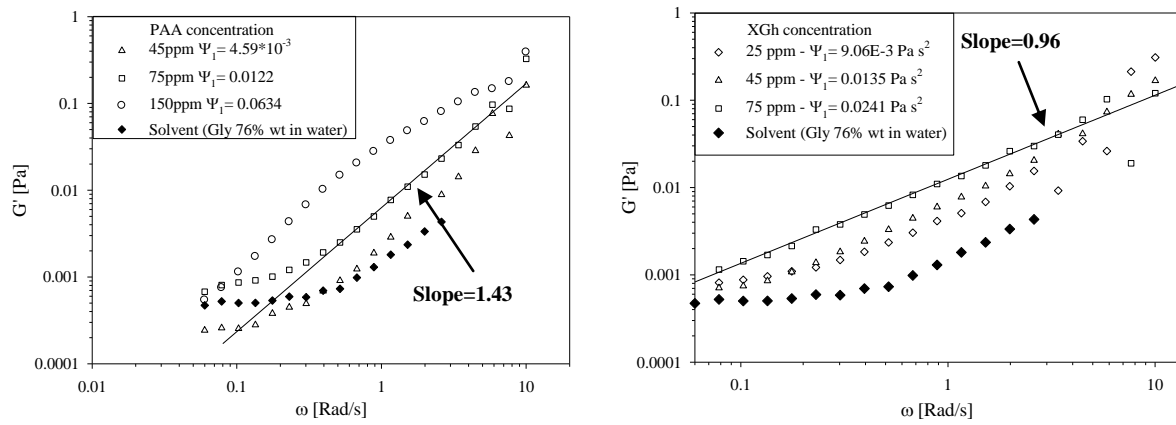 PAA concentration
45ppm Ψ₁= 4.59*10⁻³
75ppm Ψ₁= 0.0122
150ppm Ψ₁= 0.0634
Solvent (Gly 76% wt in water)
Slope=1.43
1
0.1
0.01
0.001
0.0001
G' [Pa]
0.01
0.1
1
10
ω [Rad/s]
XGh concentration
25 ppm - Ψ₁= 9.06E-3 Pa s²
45 ppm - Ψ₁= 0.0135 Pa s²
75 ppm - Ψ₁= 0.0241 Pa s²
Solvent (Gly 76% wt in water)
Slope=0.96
1
0.1
0.01
0.001
0.0001
G' [Pa]
0.1
1
10
ω [Rad/s]